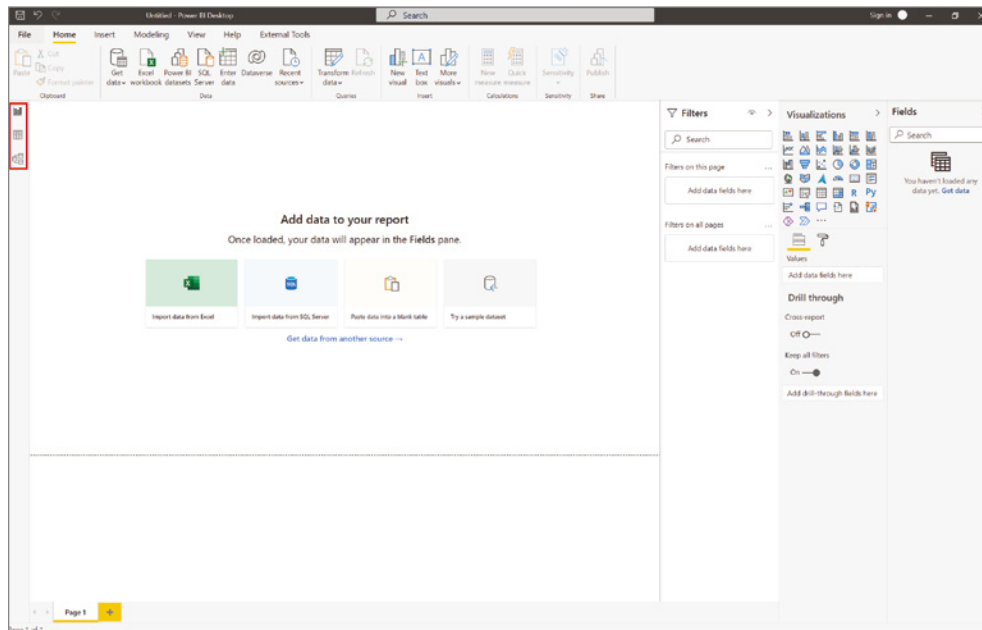 Untitled - Power BI Desktop
Search
Sign in
File Home Insert Modeling View Help External Tools
Cut
Copy
Format painter
Paste
Get data
Excel workbook
Power BI datasets
SQL Server
Enter data
Dataverse
Recent sources
Transform data
Refresh
New visual
Text box
More visuals
New measure
Quick measure
Sensitivity
Publish
Clipboard
Data
Queries
Insert
Calculations
Sensitivity
Share
Filters
Search
Filters on this page
Add data fields here
Filters on all pages
Add data fields here
Visualizations
R Py
Values
Add data fields here
Drill through
Cross-report
Off
Keep all filters
On
Add drill-through fields here
Fields
Search
You haven't loaded any
data yet. Get data
Add data to your report
Once loaded, your data will appear in the Fields pane.
SQL
Import data from Excel
Import data from SQL Server
Paste data into a blank table
Try a sample dataset
Get data from another source →
Page 1
Page 1 of 1